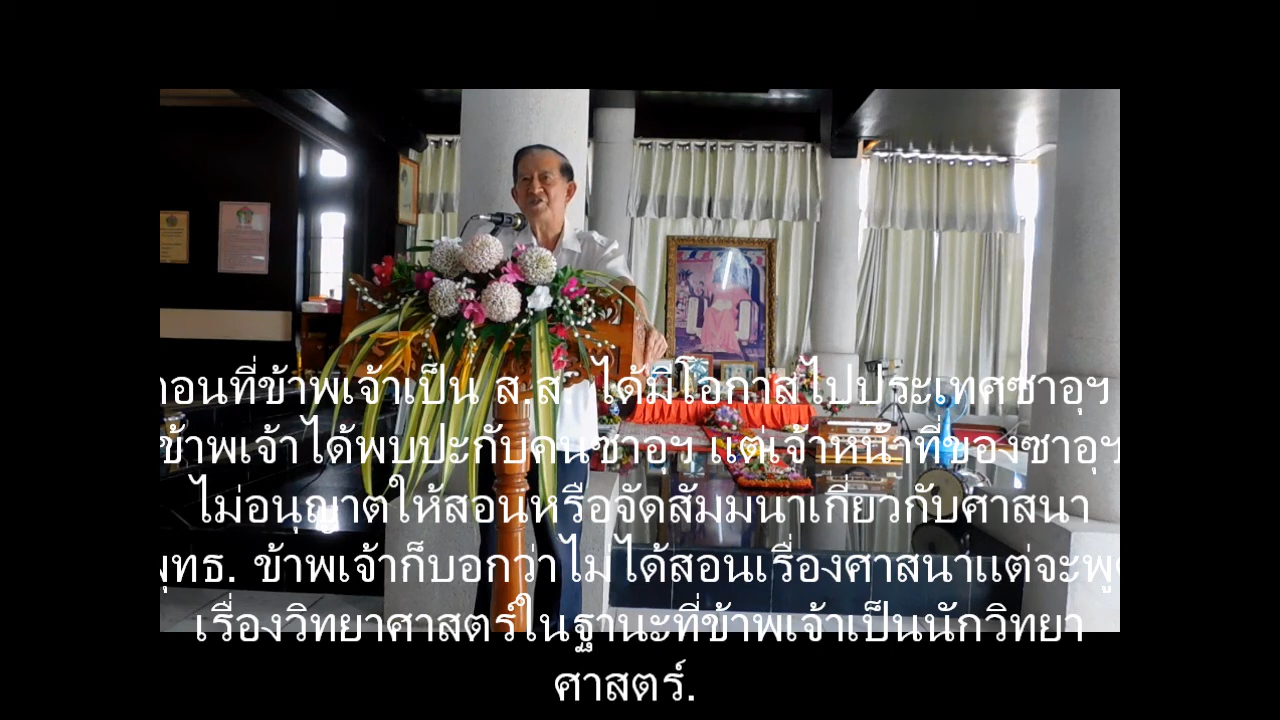 ตอนที่ข้าพเจ้าเป็น ส.ส. ได้มีโอกาสไปประเทศซาอุฯ
ข้าพเจ้าได้พบปะกับคนซาอุฯ แต่เจ้าหน้าที่ของซาอุฯ
ไม่อนุญาตให้สอนหรือจัดสัมมนาเกี่ยวกับศาสนา
พุทธ. ข้าพเจ้าก็บอกว่าไม่ได้สอนเรื่องศาสนาแต่จะพูด
เรื่องวิทยาศาสตร์ในฐานะที่ข้าพเจ้าเป็นนักวิทยา
ศาสตร์.